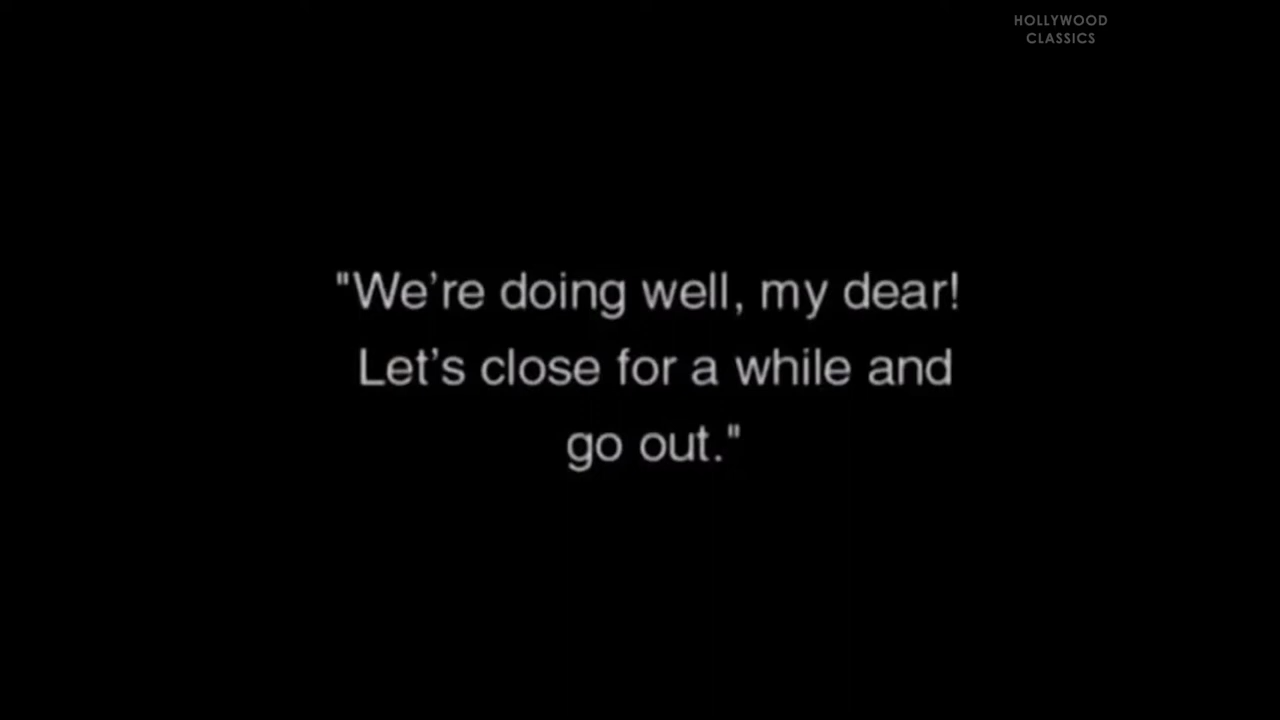 HOLLYWOOD
CLASSICS
"We’re doing well, my dear!
Let’s close for a while and
go out."